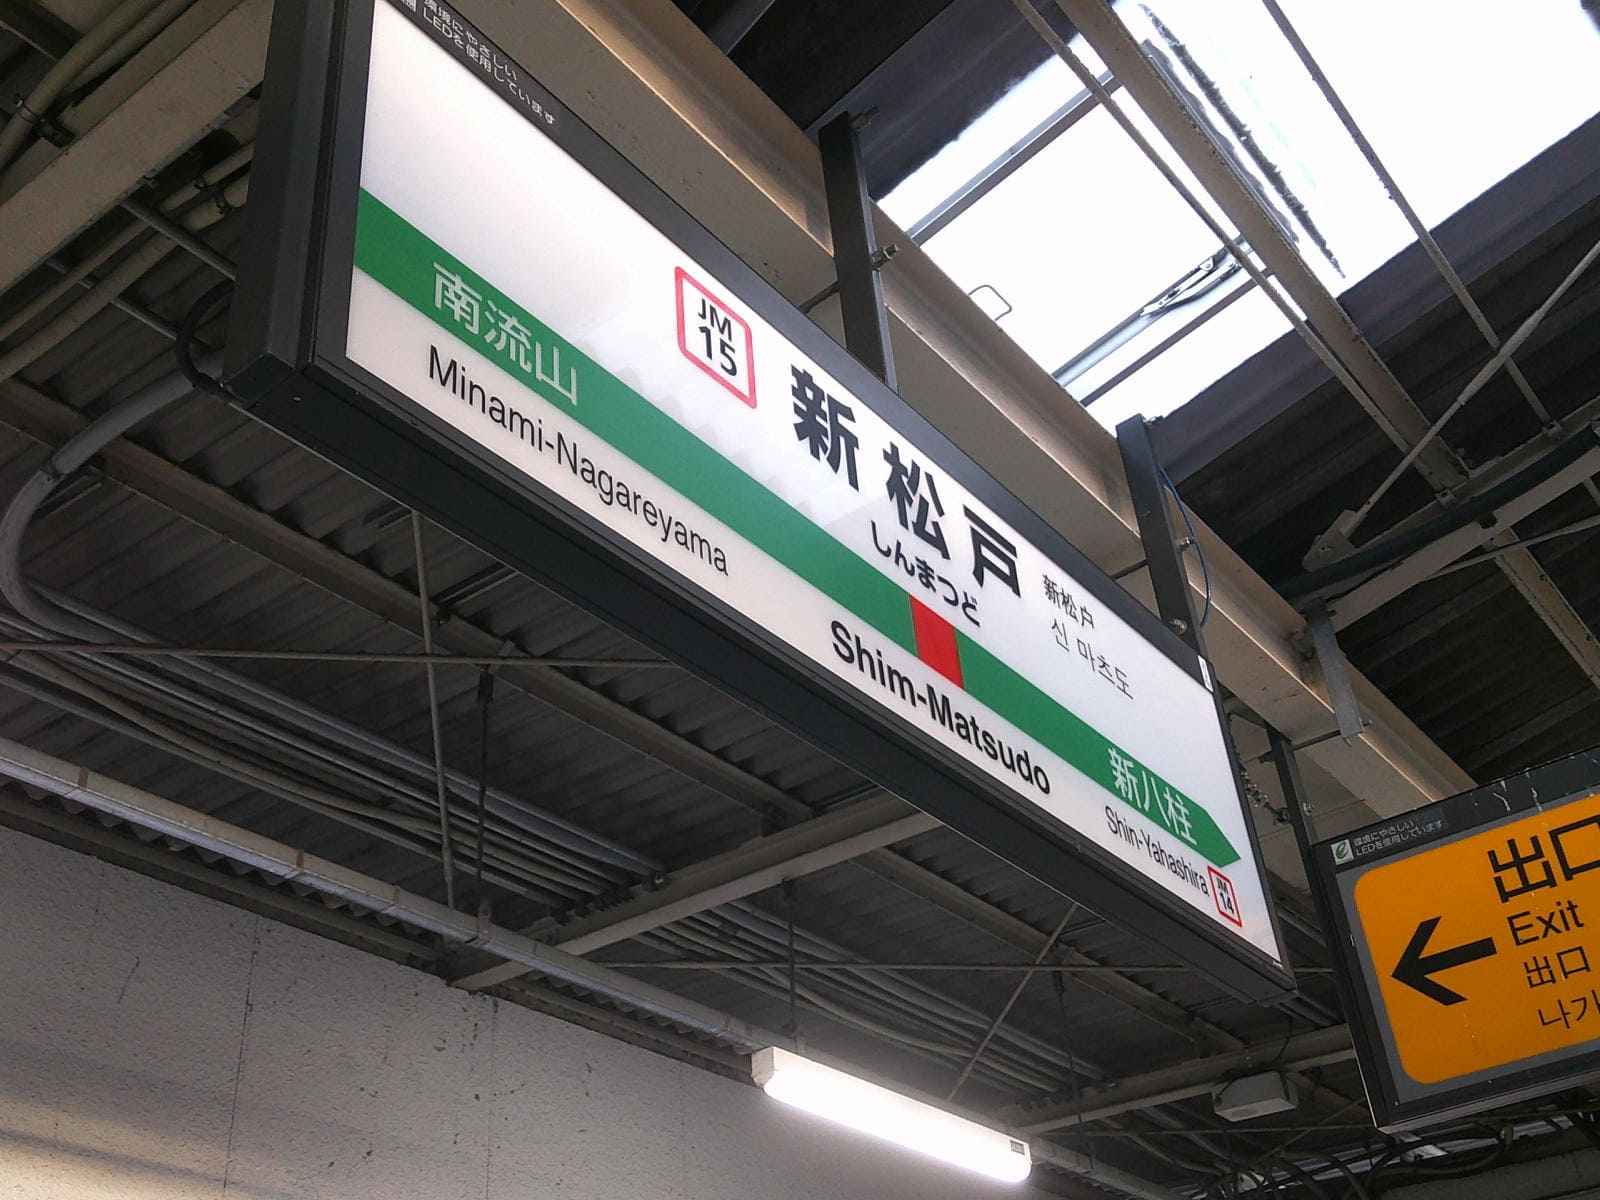 環境にやさしい
LEDを使用しています
JM
15
新松戸
しんまつど
新松戸
신 마츠도
南流山
Minami-Nagareyama
Shim-Matsudo
新八柱
Shin-Yahashira
JM
14
環境にやさしい
LEDを使用しています
出口
Exit
出口
나가